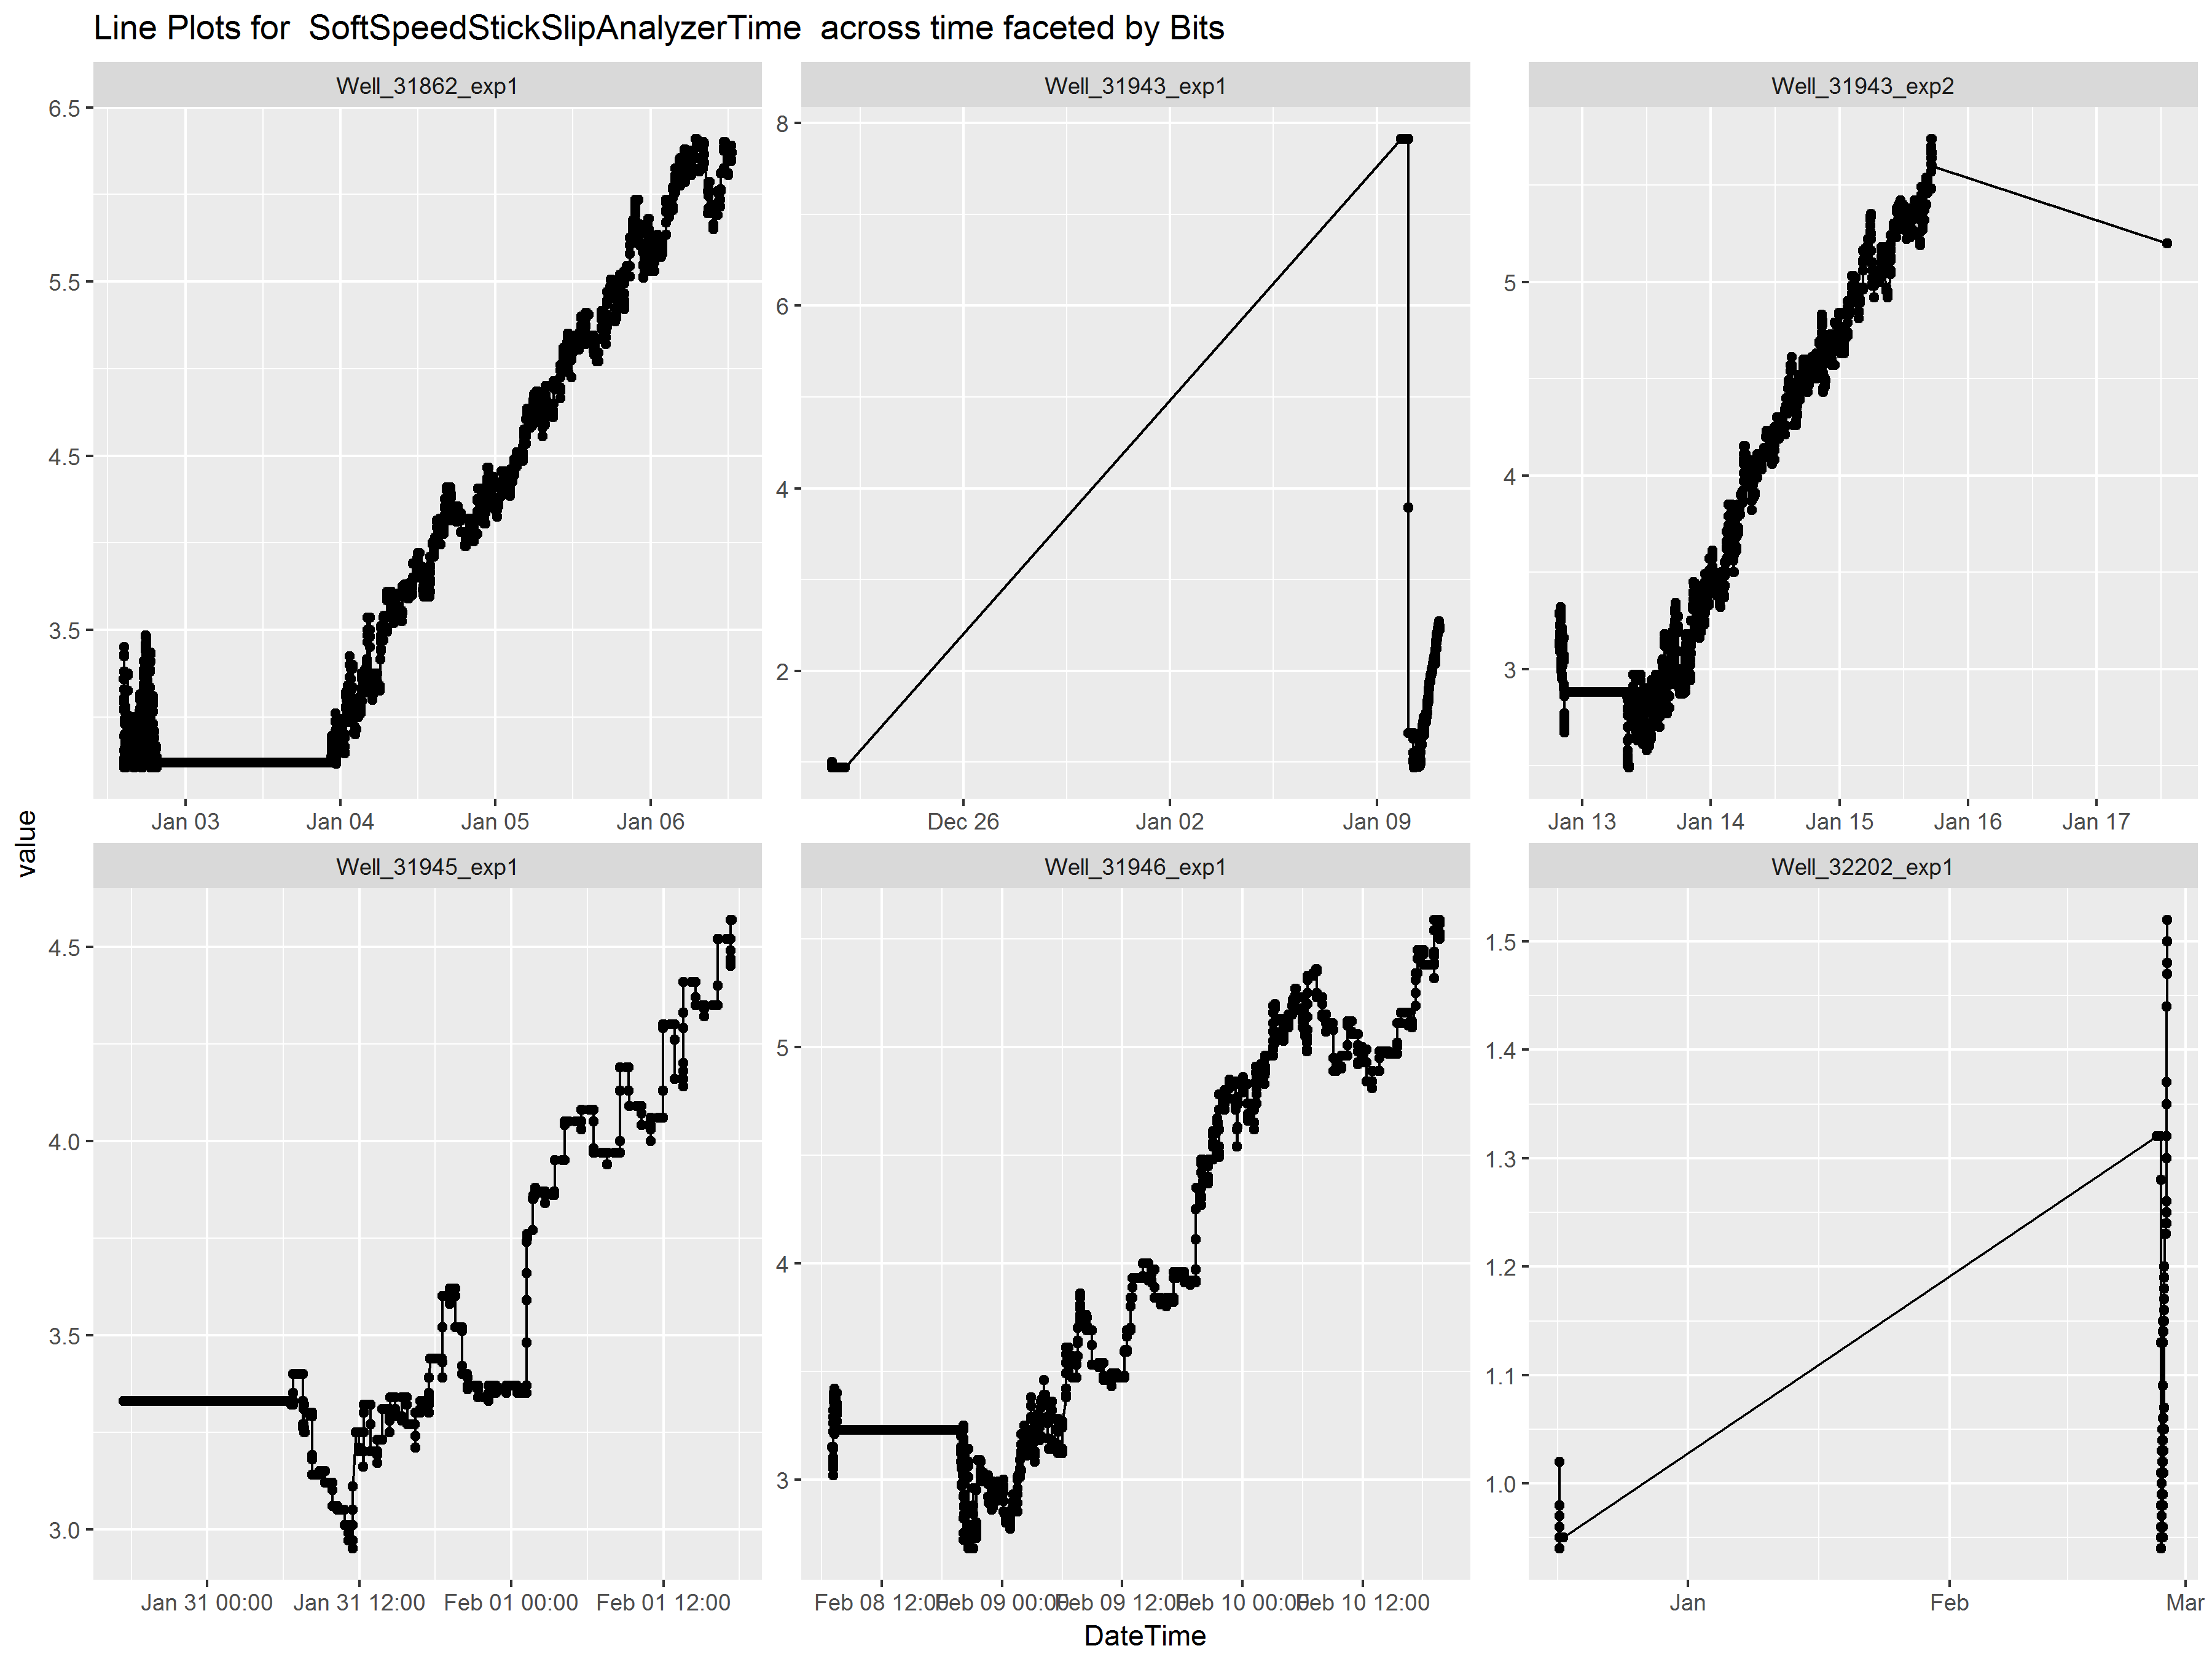 Line Plots for  SoftSpeedStickSlipAnalyzerTime  across time faceted by Bits
Well_31862_exp1
Well_31943_exp1
Well_31943_exp2
6.5
5.5
4.5
3.5
8
6
4
2
5
4
3
Jan 03 Jan 04 Jan 05 Jan 06
Dec 26 Jan 02 Jan 09
Jan 13 Jan 14 Jan 15 Jan 16 Jan 17
value
Well_31945_exp1
Well_31946_exp1
Well_32202_exp1
4.5
4.0
3.5
3.0
5
4
3
1.5
1.4
1.3
1.2
1.1
1.0
Jan 31 00:00 Jan 31 12:00 Feb 01 00:00 Feb 01 12:00
Feb 08 12:00 Feb 09 00:00 Feb 09 12:00 Feb 10 00:00 Feb 10 12:00
Jan Feb Mar
DateTime